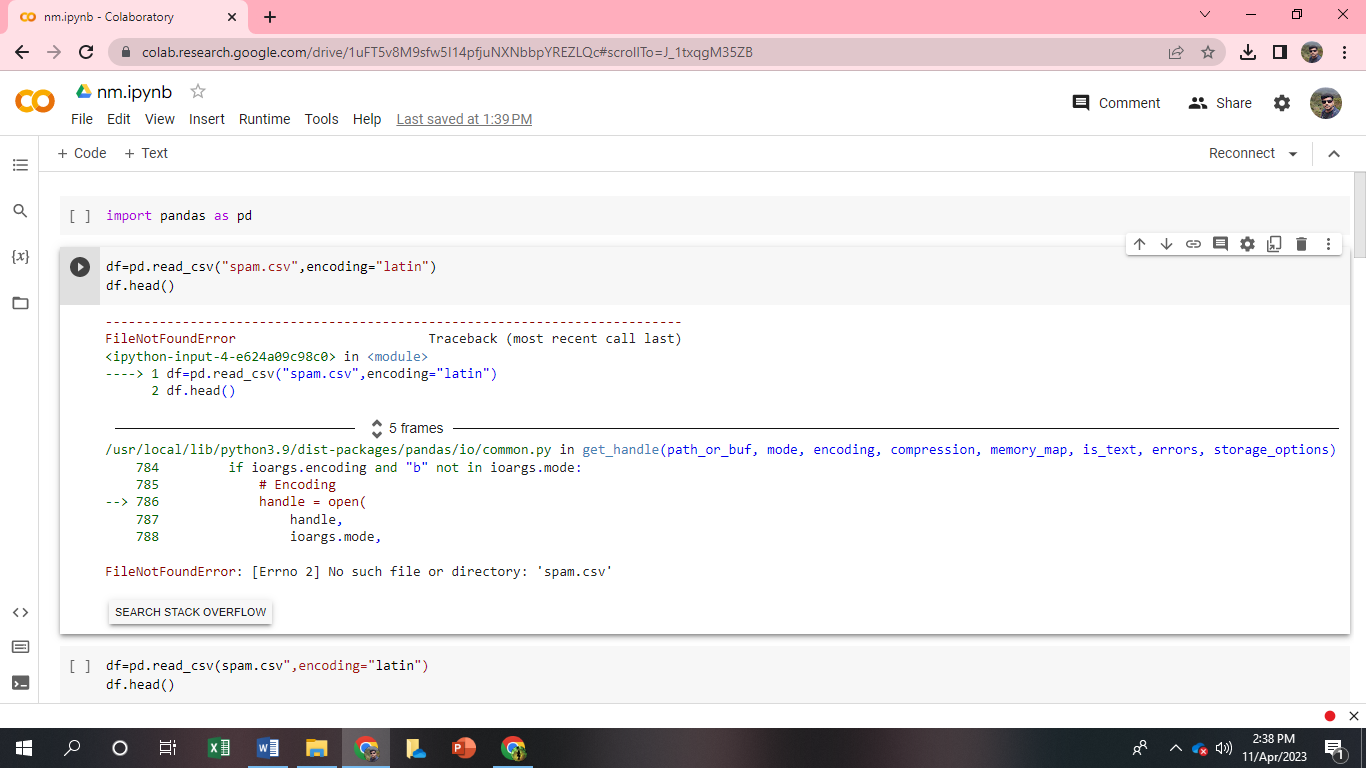 nm.ipynb - Colaboratory
colab.research.google.com/drive/1uFT5v8M9sfw5I14pfjuNXNbbpYREZLQc#scrollTo=J_1txqgM35ZB
nm.ipynb
File Edit View Insert Runtime Tools Help Last saved at 1:39 PM
Comment Share
+ Code + Text
Reconnect
[ ] import pandas as pd
{x}
df=pd.read_csv("spam.csv",encoding="latin")
df.head()
---------------------------------------------------------------------------
FileNotFoundError                         Traceback (most recent call last)
<ipython-input-4-e624a09c98c0> in <module>
----> 1 df=pd.read_csv("spam.csv",encoding="latin")
      2 df.head()
5 frames
/usr/local/lib/python3.9/dist-packages/pandas/io/common.py in get_handle(path_or_buf, mode, encoding, compression, memory_map, is_text, errors, storage_options)
    784         if ioargs.encoding and "b" not in ioargs.mode:
    785             # Encoding
--> 786             handle = open(
    787                 handle,
    788                 ioargs.mode,
FileNotFoundError: [Errno 2] No such file or directory: 'spam.csv'
SEARCH STACK OVERFLOW
[ ] df=pd.read_csv(spam.csv",encoding="latin")
df.head()
2:38 PM
11/Apr/2023
1